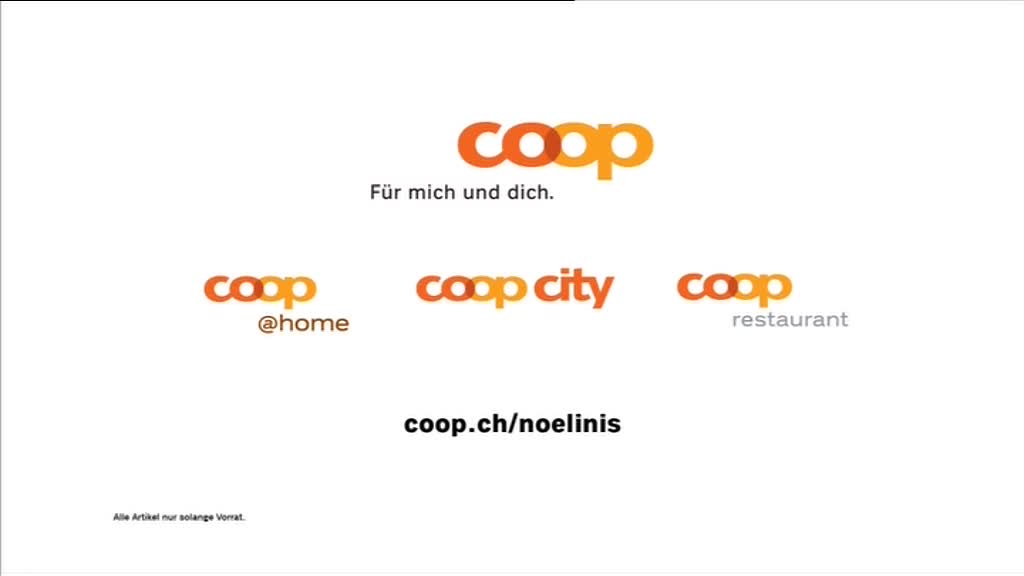 coop
Für mich und dich.
coop
@home
coop city
coop
restaurant
coop.ch/noelinis
Alle Artikel nur solange Vorrat.